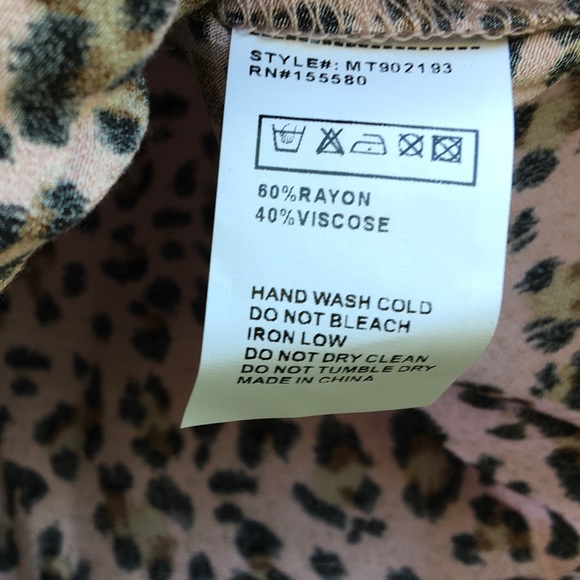 STYLE#: MT902193
RN#155580
60%RAYON
40%VISCOSE
HAND WASH COLD
DO NOT BLEACH
IRON LOW
DO NOT DRY CLEAN
DO NOT TUMBLE DRY
MADE IN CHINA